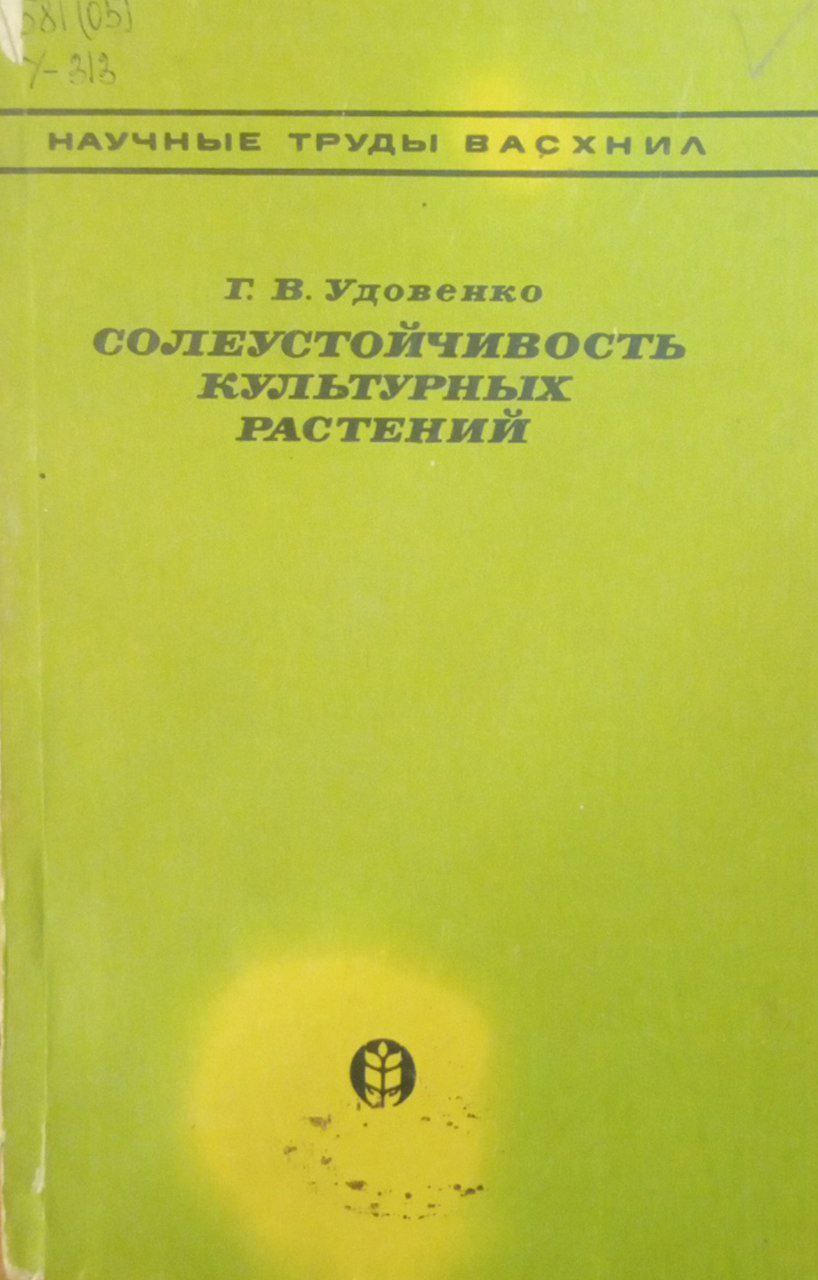 581(05)
У-313
НАУЧНЫЕ ТРУДЫ ВАСХНИЛ
Г. В. Удовенко
СОЛЕУСТОЙЧИВОСТЬ
КУЛЬТУРНЫХ
РАСТЕНИЙ